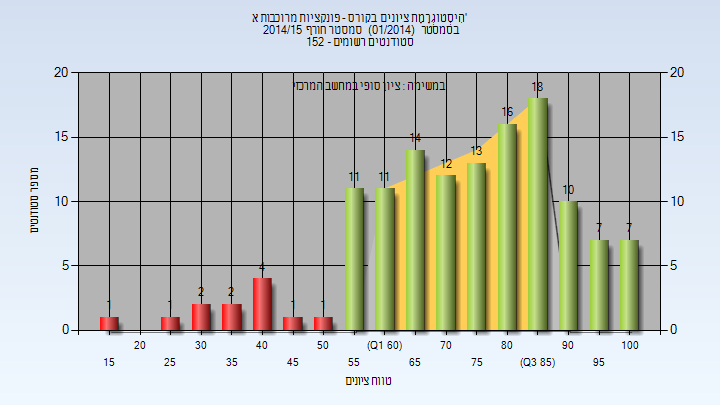 הִיסְטוגְרַמַת ציונים בקורס - פונקציות מרוכבות א'
בסמסטר (01/2014) סמסטר חורף 2014/15
סטודנטים רשומים - 152
במשימה : ציון סופי במחשב המרכזי
מספר סטודנטים
20 20
15 15
10 10
5 5
0 0
1 1 2 2 4 1 1 11 11 14 12 13 16 18 10 7 7
20 30 40 50 (Q1 60) 70 80 90 100
15 25 35 45 55 65 75 (Q3 85) 95
טווח ציונים